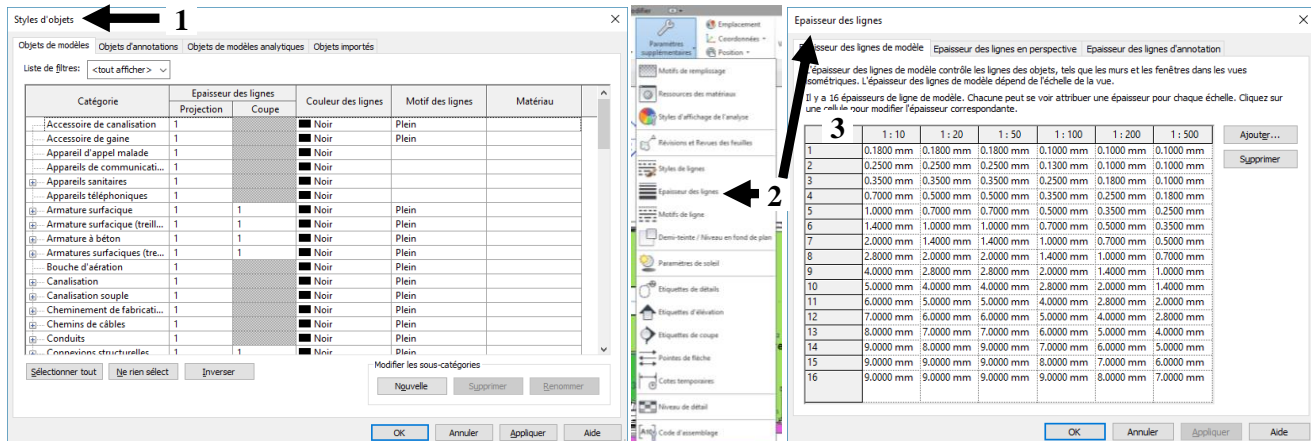 Styles d'objets
1
Objets de modèles Objets d'annotations Objets de modèles analytiques Objets importés
Liste de filtres: <tout afficher>
Catégorie Epaisseur des lignes Couleur des lignes Motif des lignes Matériau
Projection Coupe
Accessoire de canalisation 1 Noir Plein
Accessoire de gaine 1 Noir Plein
Appareil d'appel malade 1 Noir
Appareils de communicati... 1 Noir
Appareils sanitaires 1 Noir
Appareils téléphoniques 1 Noir
Armature surfacique 1 1 Noir Plein
Armature surfacique (treill... 1 1 Noir Plein
Armature à béton 1 1 Noir Plein
Armatures surfaciques (tre... 1 1 Noir Plein
Bouche d'aération 1 Noir Plein
Canalisation 1 Noir Plein
Canalisation souple 1 Noir Plein
Cheminement de fabricati... 1 Noir Plein
Chemins de câbles 1 Noir Plein
Conduits 1 Noir Plein
Connexions structurelles 1 1 Noir Plein
Sélectionner tout Ne rien sélect Inverser
Modifier les sous-catégories
Nouvelle Supprimer Renommer
OK Annuler Appliquer Aide
Paramètres
supplémentaires
Emplacement
Coordonnées
Position
Motifs de remplissage
Ressources des matériaux
Styles d'affichage de l'analyse
Révisions et Revues des feuilles
Styles de lignes
Epaisseur des lignes
2
Motifs de ligne
Demi-teinte / Niveau en fond de plan
Paramètres de soleil
Etiquettes de détails
Etiquettes d'élévation
Etiquettes de coupe
Pointes de flèche
Cotes temporaires
Niveau de détail
Code d'assemblage
Epaisseur des lignes
Epaisseur des lignes de modèle Epaisseur des lignes en perspective Epaisseur des lignes d'annotation
L'épaisseur des lignes de modèle contrôle les lignes des objets, tels que les murs et les fenêtres dans les vues
isométriques. L'épaisseur des lignes de modèle dépend de l'échelle de la vue.
Il y a 16 épaisseurs de ligne de modèle. Chacune peut se voir attribuer une épaisseur pour chaque échelle. Cliquez sur
une cellule pour modifier l'épaisseur correspondante.
3
1 : 10 1 : 20 1 : 50 1 : 100 1 : 200 1 : 500
1 0.1800 mm 0.1800 mm 0.1800 mm 0.1000 mm 0.1000 mm 0.1000 mm
2 0.2500 mm 0.2500 mm 0.2500 mm 0.1300 mm 0.1000 mm 0.1000 mm
3 0.3500 mm 0.3500 mm 0.3500 mm 0.2500 mm 0.1800 mm 0.1000 mm
4 0.7000 mm 0.5000 mm 0.5000 mm 0.3500 mm 0.2500 mm 0.1800 mm
5 1.0000 mm 0.7000 mm 0.7000 mm 0.5000 mm 0.3500 mm 0.2500 mm
6 1.4000 mm 1.0000 mm 1.0000 mm 0.7000 mm 0.5000 mm 0.3500 mm
7 2.0000 mm 1.4000 mm 1.4000 mm 1.0000 mm 0.7000 mm 0.5000 mm
8 2.8000 mm 2.0000 mm 2.0000 mm 1.4000 mm 1.0000 mm 0.7000 mm
9 4.0000 mm 2.8000 mm 2.8000 mm 2.0000 mm 1.4000 mm 1.0000 mm
10 5.0000 mm 4.0000 mm 4.0000 mm 2.8000 mm 2.0000 mm 1.4000 mm
11 6.0000 mm 5.0000 mm 5.0000 mm 4.0000 mm 2.8000 mm 2.0000 mm
12 7.0000 mm 6.0000 mm 6.0000 mm 5.0000 mm 4.0000 mm 2.8000 mm
13 8.0000 mm 7.0000 mm 7.0000 mm 6.0000 mm 5.0000 mm 4.0000 mm
14 9.0000 mm 8.0000 mm 9.0000 mm 7.0000 mm 6.0000 mm 5.0000 mm
15 9.0000 mm 9.0000 mm 9.0000 mm 8.0000 mm 7.0000 mm 6.0000 mm
16 9.0000 mm 9.0000 mm 9.0000 mm 9.0000 mm 8.0000 mm 7.0000 mm
Ajouter...
Supprimer
OK Annuler Appliquer Aide